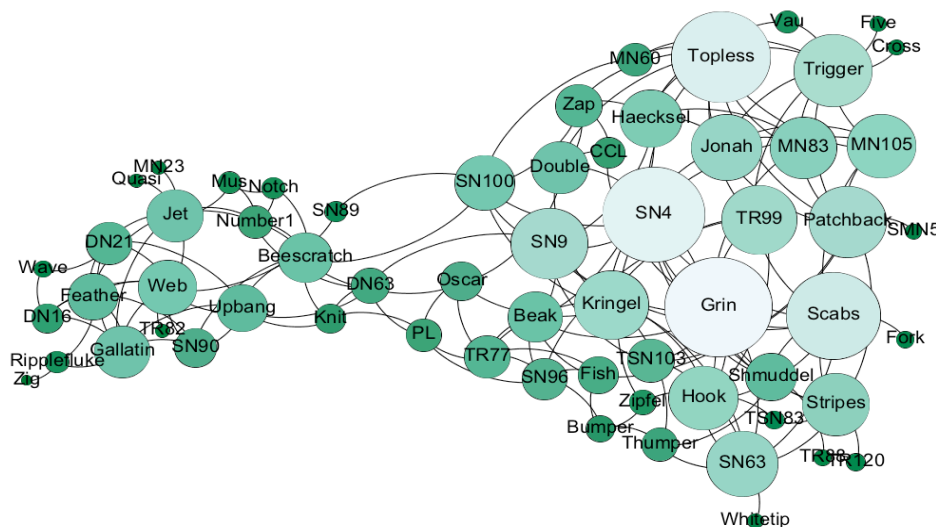 Vau
Five
Cross
Topless
MN60
Trigger
Zap
Haecksel
Jonah
MN83
MN105
CCL
Double
MN23
Quasi
Mus
Notch
SN100
SN89
Jet
Number1
SN4
TR99
Patchback
SMN5
DN21
SN9
Beescratch
Wave
Feather
Web
Upbang
DN63
Oscar
Kringel
Grin
Scabs
DN16
TR82
Knit
PL
Beak
Fork
Gallatin
SN90
Ripplefluke
Zig
TR77
SN96
Fish
TSN103
Shmuddel
Zipfel
Hook
Stripes
Bumper
TSN83
Thumper
SN63
TR88
TR120
Whitetip